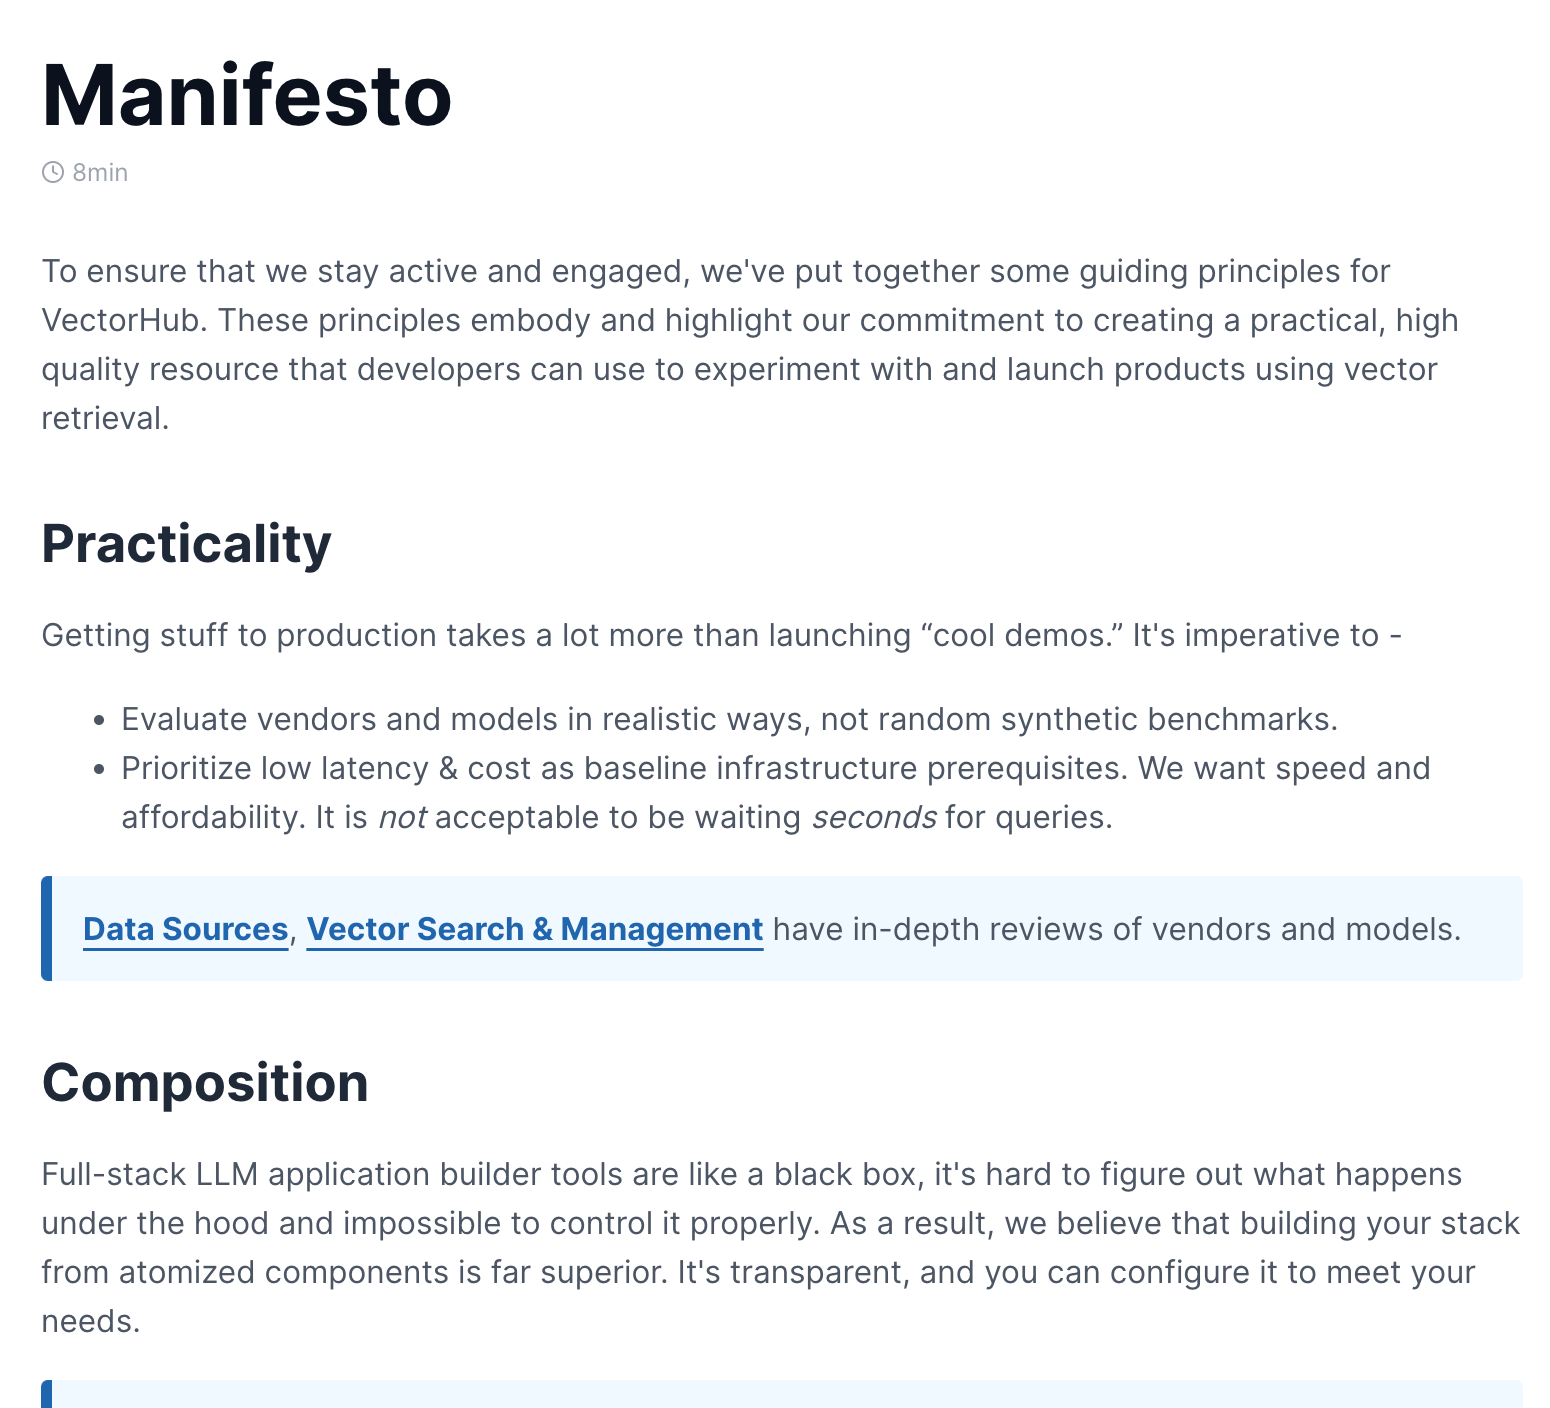 Manifesto
8min
To ensure that we stay active and engaged, we've put together some guiding principles for
VectorHub. These principles embody and highlight our commitment to creating a practical, high
quality resource that developers can use to experiment with and launch products using vector
retrieval.
Practicality
Getting stuff to production takes a lot more than launching “cool demos.” It's imperative to -
• Evaluate vendors and models in realistic ways, not random synthetic benchmarks.
• Prioritize low latency & cost as baseline infrastructure prerequisites. We want speed and
affordability. It is not acceptable to be waiting seconds for queries.
Data Sources, Vector Search & Management have in-depth reviews of vendors and models.
Composition
Full-stack LLM application builder tools are like a black box, it's hard to figure out what happens
under the hood and impossible to control it properly. As a result, we believe that building your stack
from atomized components is far superior. It's transparent, and you can configure it to meet your
needs.